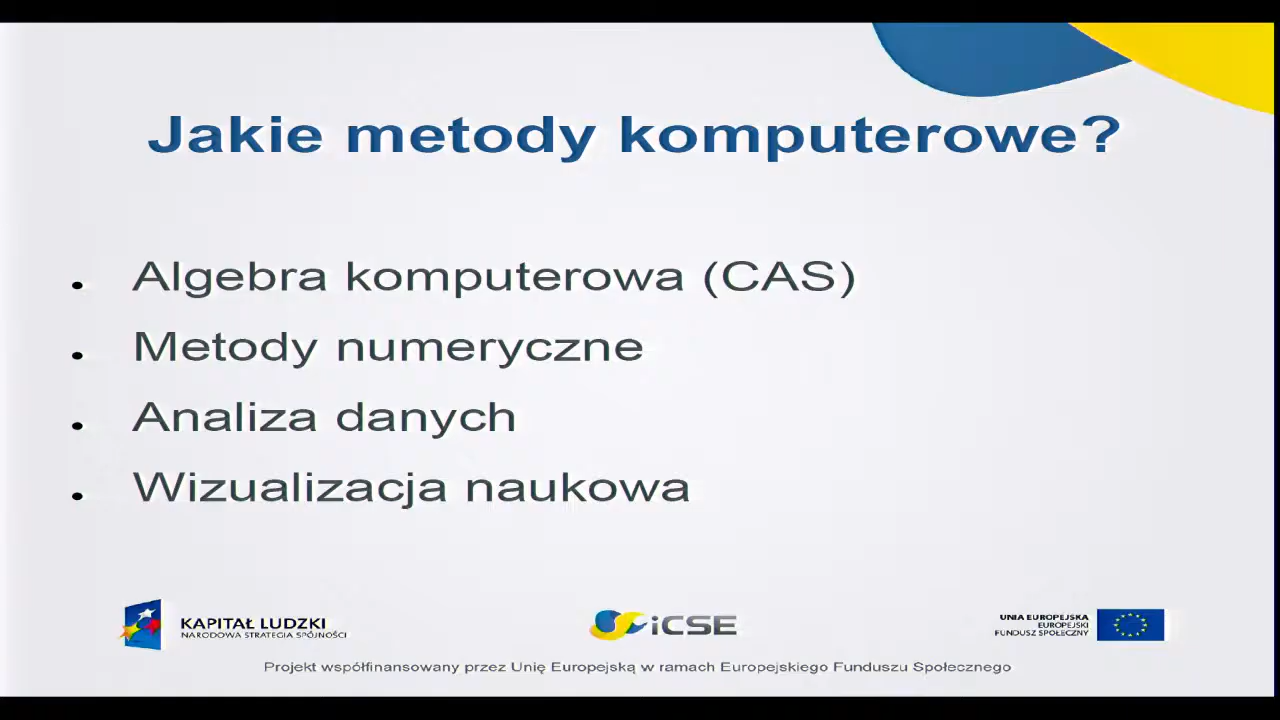 Jakie metody komputerowe?
• Algebra komputerowa (CAS)
• Metody numeryczne
• Analiza danych
• Wizualizacja naukowa
KAPITAŁ LUDZKI
NARODOWA STRATEGIA SPÓJNOŚCI
iCSE
UNIA EUROPEJSKA
EUROPEJSKI
FUNDUSZ SPOŁECZNY
Projekt współfinansowany przez Unię Europejską w ramach Europejskiego Funduszu Społecznego